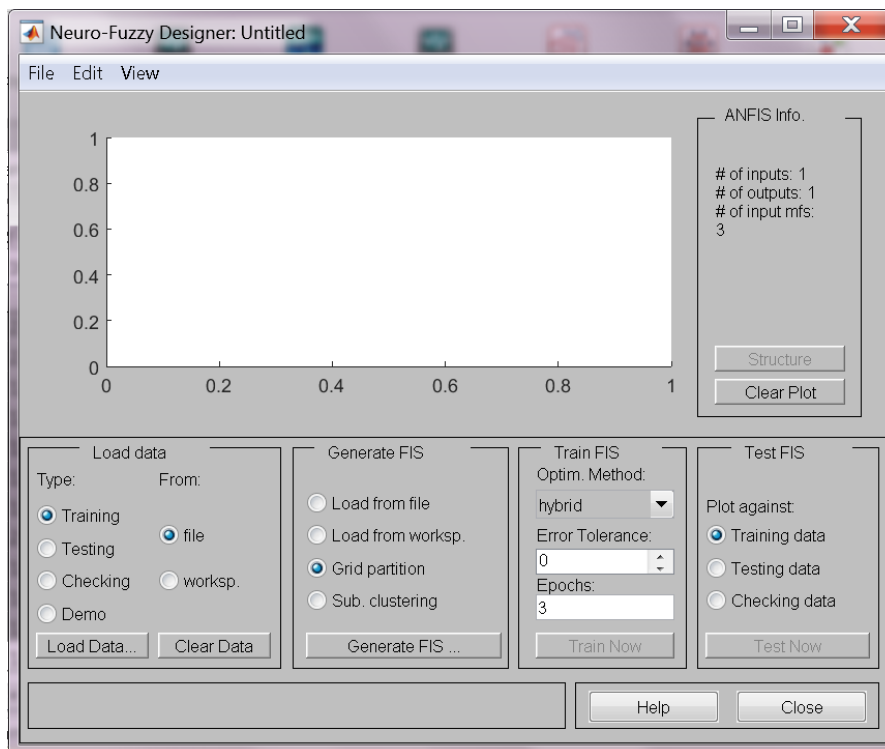 Neuro-Fuzzy Designer: Untitled
File Edit View
ANFIS Info.
# of inputs: 1
# of outputs: 1
# of input mfs:
3
Structure
Clear Plot
1
0.8
0.6
0.4
0.2
0
0 0.2 0.4 0.6 0.8 1
Load data
Type: From:
Training
file
Testing
Checking
worksp.
Demo
Load Data... Clear Data
Generate FIS
Load from file
Load from worksp.
Grid partition
Sub. clustering
Generate FIS ...
Train FIS
Optim. Method:
hybrid
Error Tolerance:
0
Epochs:
3
Train Now
Test FIS
Plot against:
Training data
Testing data
Checking data
Test Now
Help Close